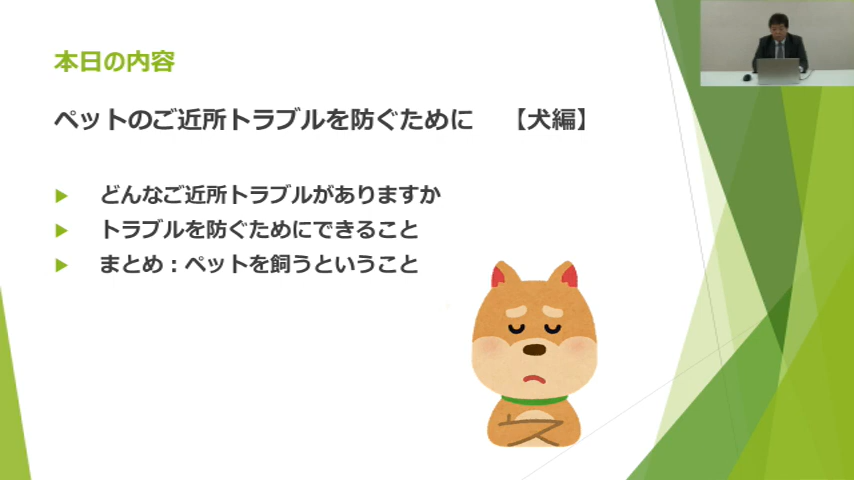 本日の内容
ペットのご近所トラブルを防ぐために 【犬編】
どんなご近所トラブルがありますか
トラブルを防ぐためにできること
まとめ：ペットを飼うということ